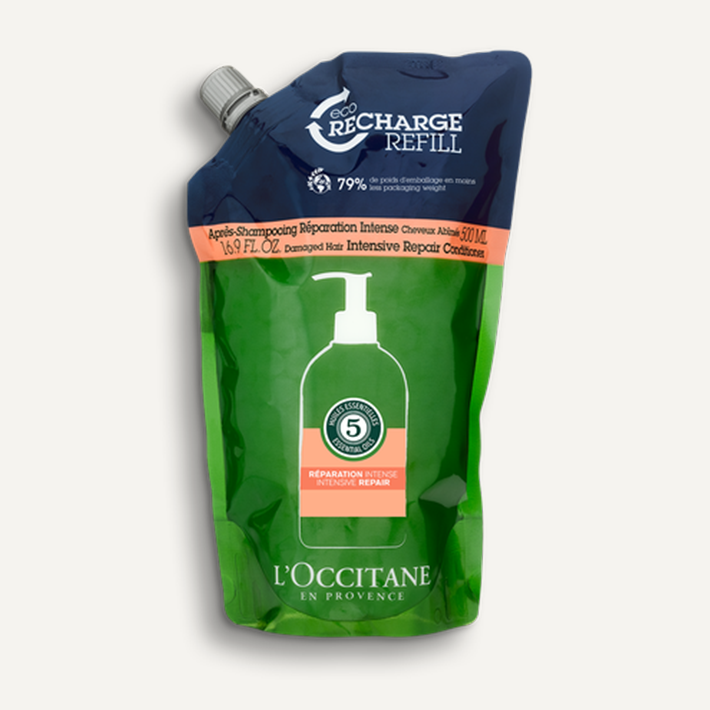 eco
RECHARGE
REFILL
79% de poids d'emballage en moins
less packaging weight
Après-Shampooing Réparation Intense Cheveux Abîmés 500 ML
16.9 FL. OZ. Damaged Hair Intensive Repair Conditioner
HUILES ESSENTIELLES
5
ESSENTIAL OILS
RÉPARATION INTENSE
INTENSIVE REPAIR
L'OCCITANE
EN PROVENCE